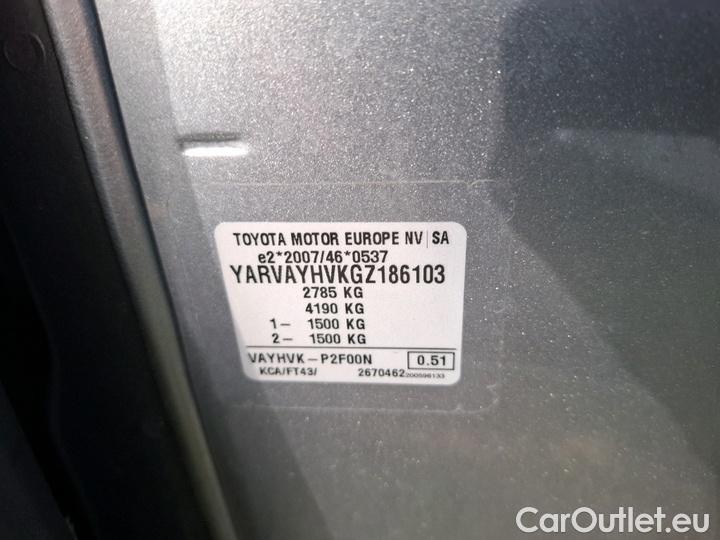 TOYOTA MOTOR EUROPE NV SA
e2*2007/46*0537
YARVAYHVKGZ186103
2785 KG
4190 KG
1- 1500 KG
2- 1500 KG
VAYHVK-P2F00N 0.51
KCA/FT43/ 2670462 200596133
CarOutlet.eu